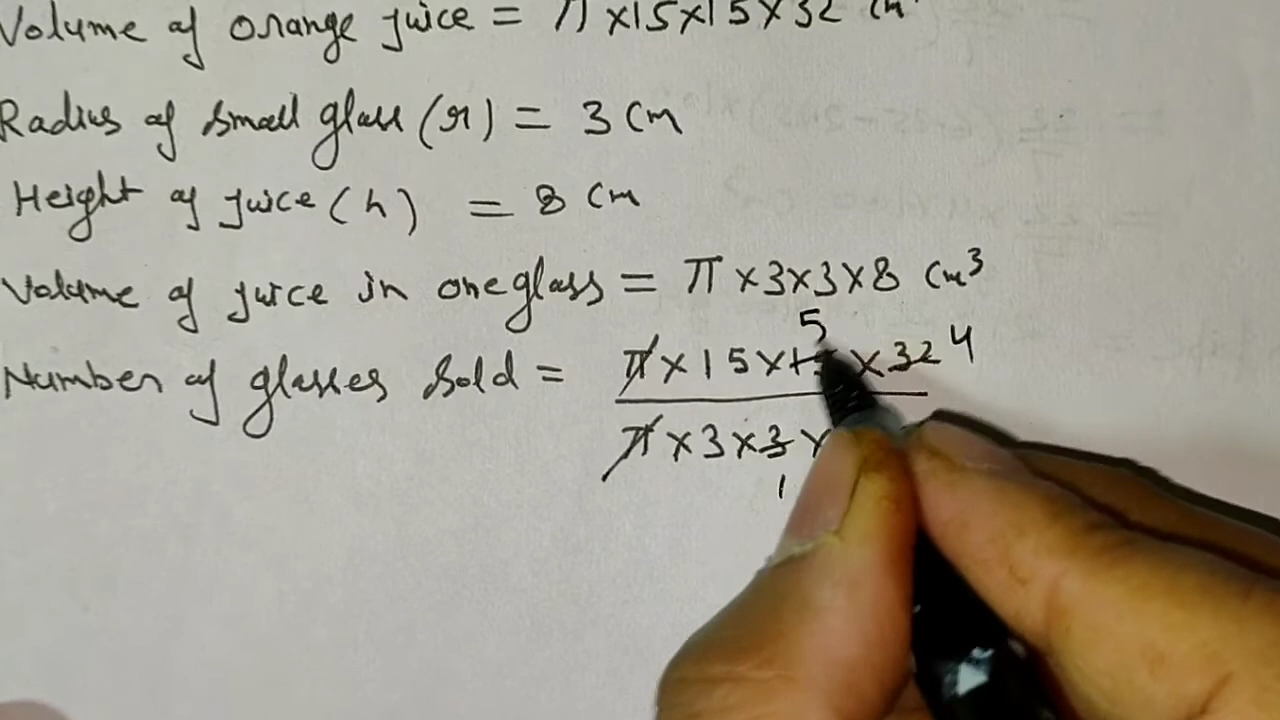 Volume of orange juice = π×15×15×32 cm³
Radius of small glass (r) = 3 cm
Height of juice (h) = 8 cm
Volume of juice in one glass = π×3×3×8 cm³
5
Number of glasses sold = π×15×15×32 4
π×3×3×
1